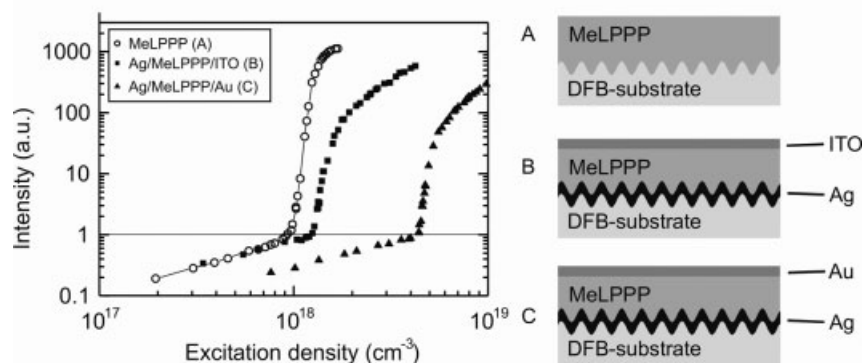 Intensity (a.u.)
1000
100
10
1
0.1
MeLPPP (A)
Ag/MeLPPP/ITO (B)
Ag/MeLPPP/Au (C)
10^17
10^18
10^19
Excitation density (cm^-3)
A
MeLPPP
DFB-substrate
B
ITO
MeLPPP
Ag
DFB-substrate
C
Au
MeLPPP
Ag
DFB-substrate